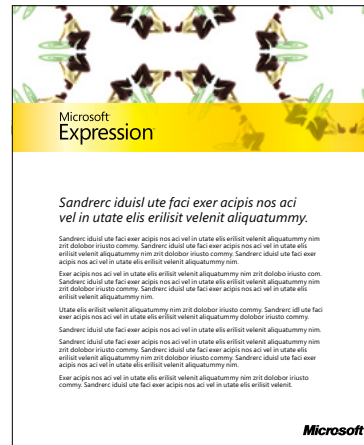 Microsoft
Expression
Sandrerc iduisl ute faci exer acipis nos aci
vel in utate elis erilisit velenit aliquatummy.
Sandrerc iduisl ute faci exer acipis nos aci vel in utate elis erilisit velenit aliquatummy nim
zrit dolobor iriusto commy. Sandrerc iduisl ute faci exer acipis nos aci vel in utate elis
erilisit velenit aliquatummy nim zrit dolobor iriusto commy. Sandrerc iduisl ute faci exer
acipis nos aci vel in utate elis erilisit velenit aliquatummy nim.
Exer acipis nos aci vel in utate elis erilisit velenit aliquatummy nim zrit dolobo iriusto com.
Sandrerc iduisl ute faci exer acipis nos aci vel in utate elis erilisit velenit aliquatummy nim
zrit dolobor iriusto commy. Sandrerc iduisl ute faci exer acipis nos aci vel in utate elis
erilisit velenit aliquatummy nim.
Utate elis erilisit velenit aliquatummy nim zrit dolobor iriusto commy. Sandrerc idl ute faci
exer acipis nos aci vel in utate elis erilisit velenit aliquatummy dolobor iriusto commy.
Sandrerc iduisl ute faci exer acipis nos aci vel in utate elis erilisit velenit aliquatummy nim.
Sandrerc iduisl ute faci exer acipis nos aci vel in utate elis erilisit velenit aliquatummy nim
zrit dolobor iriusto commy. Sandrerc iduisl ute faci exer acipis nos aci vel in utate elis
erilisit velenit aliquatummy nim zrit dolobor iriusto commy. Sandrerc iduisl ute faci exer
acipis nos aci vel in utate elis erilisit velenit aliquatummy nim.
Exer acipis nos aci vel in utate elis erilisit velenit aliquatummy nim zrit dolobor iriusto
commy. Sandrerc iduisl ute faci exer acipis nos aci vel in utate elis erilisit velenit.
Microsoft